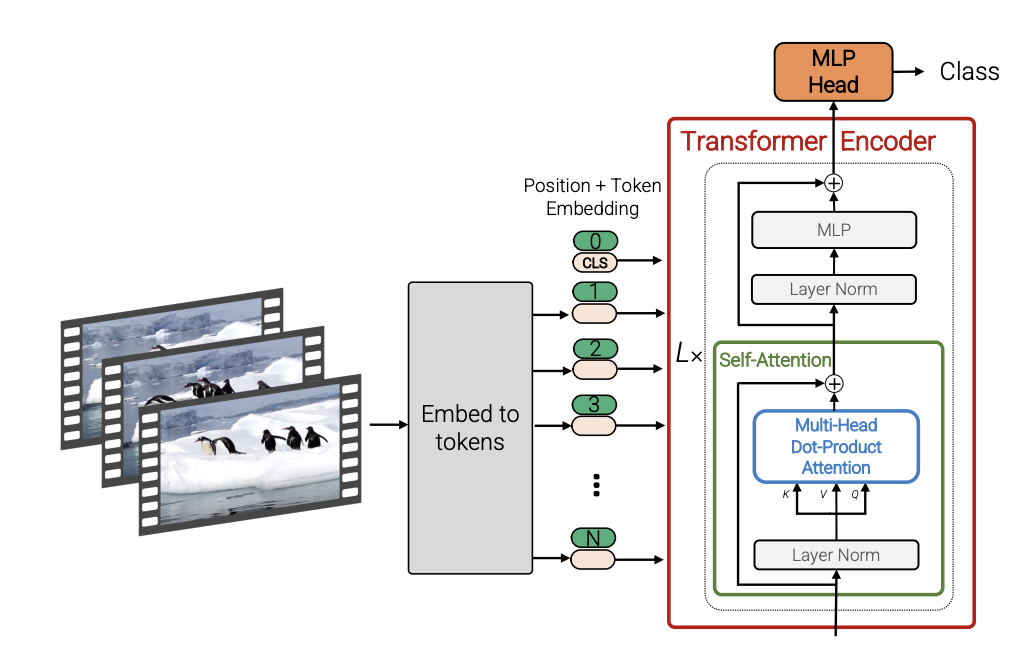 MLP
Head
Class
Transformer Encoder
Position + Token
Embedding
0
CLS
1
2
3
N
Embed to
tokens
L×
MLP
Layer Norm
Self-Attention
Multi-Head
Dot-Product
Attention
K V Q
Layer Norm